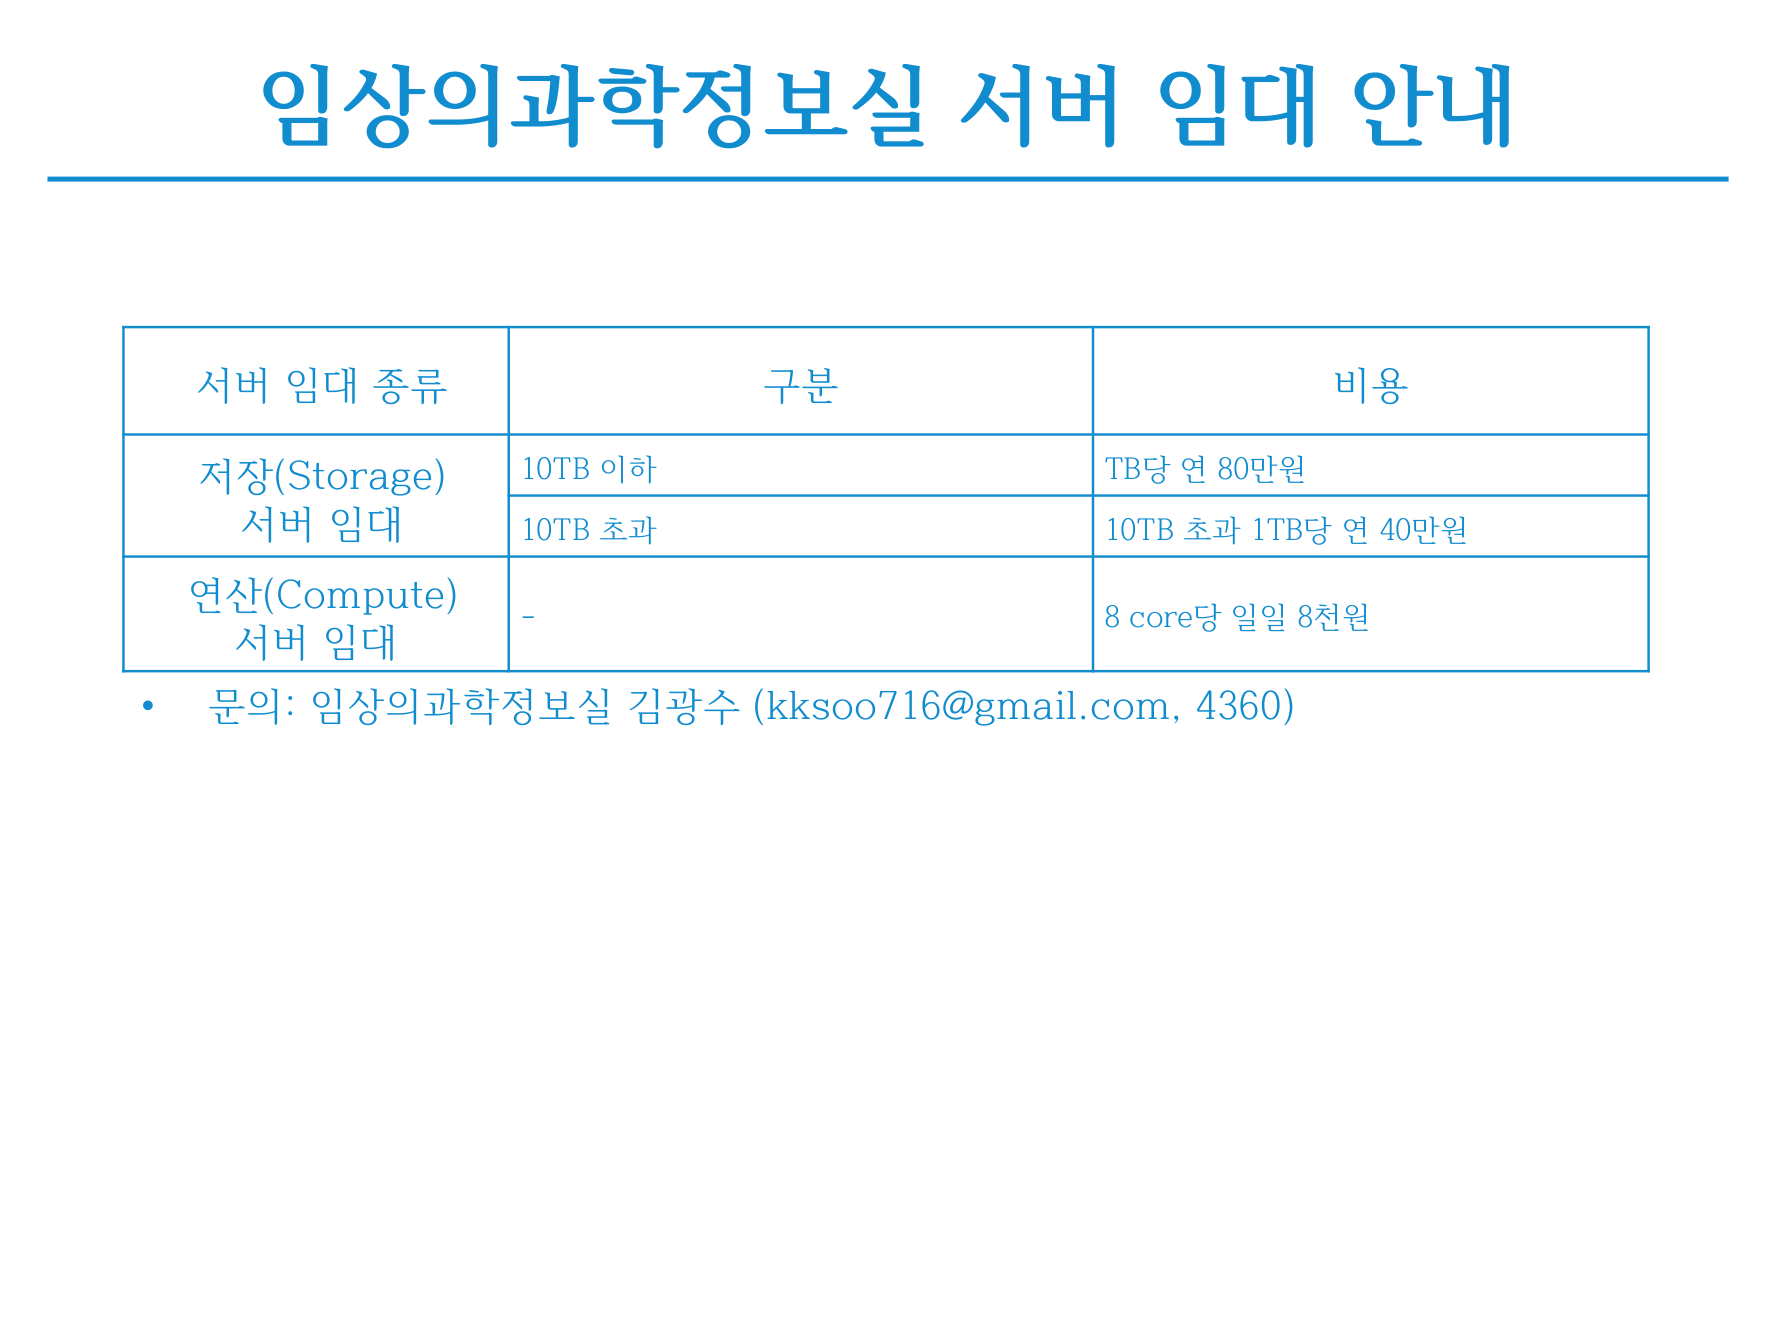 임상의과학정보실 서버 임대 안내
서버 임대 종류 구분 비용
저장(Storage)
서버 임대
10TB 이하 TB당 연 80만원
10TB 초과 10TB 초과 1TB당 연 40만원
연산(Compute)
서버 임대
- 8 core당 일일 8천원
• 문의: 임상의과학정보실 김광수 (kksoo716@gmail.com, 4360)